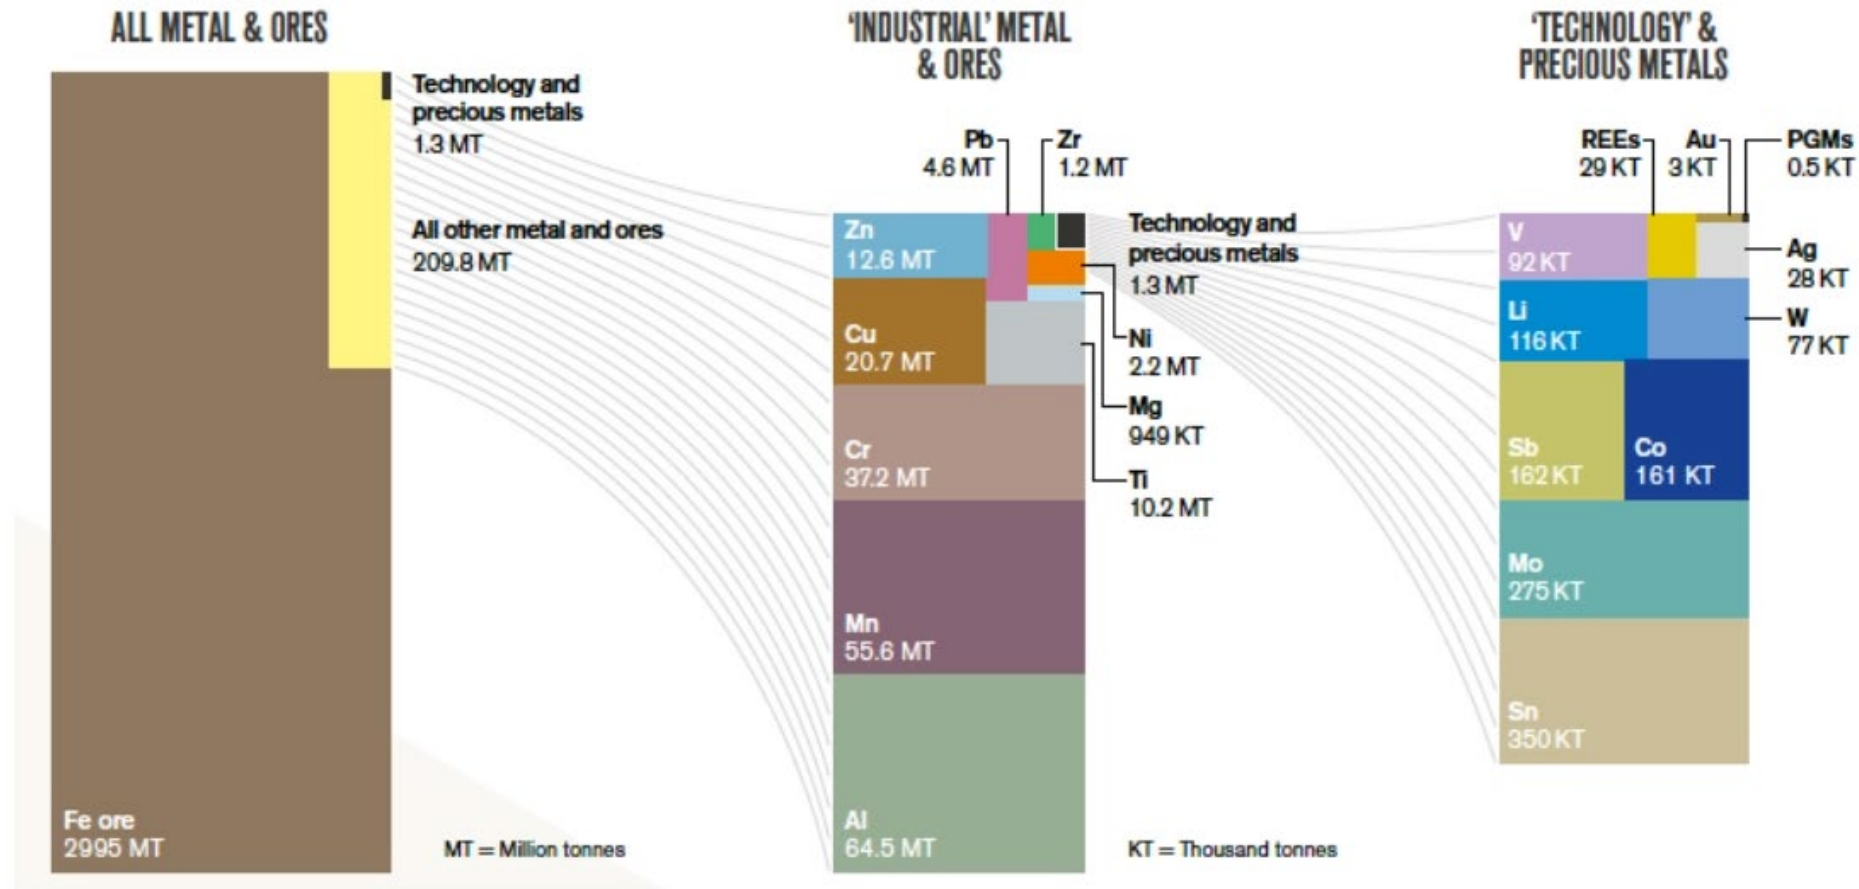 ALL METAL & ORES
Technology and
precious metals
1.3 MT
All other metal and ores
209.8 MT
Fe ore
2995 MT
MT = Million tonnes
'INDUSTRIAL' METAL
& ORES
Pb
4.6 MT
Zr
1.2 MT
Zn
12.6 MT
Cu
20.7 MT
Cr
37.2 MT
Mn
55.6 MT
Al
64.5 MT
Technology and
precious metals
1.3 MT
Ni
2.2 MT
Mg
949 KT
Ti
10.2 MT
KT = Thousand tonnes
'TECHNOLOGY' &
PRECIOUS METALS
REEs
29 KT
Au
3 KT
PGMs
0.5 KT
V
92 KT
Ag
28 KT
Li
116 KT
W
77 KT
Sb
162 KT
Co
161 KT
Mo
275 KT
Sn
350 KT